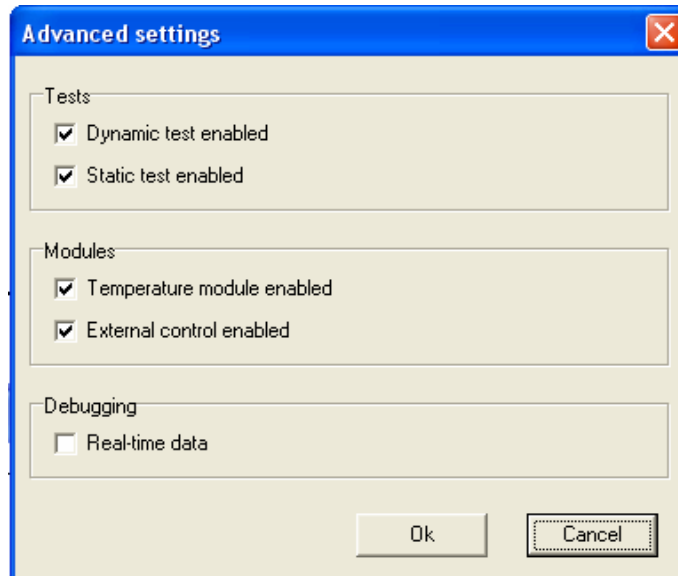 Advanced settings
Tests
Dynamic test enabled
Static test enabled
Modules
Temperature module enabled
External control enabled
Debugging
Real-time data
Ok Cancel